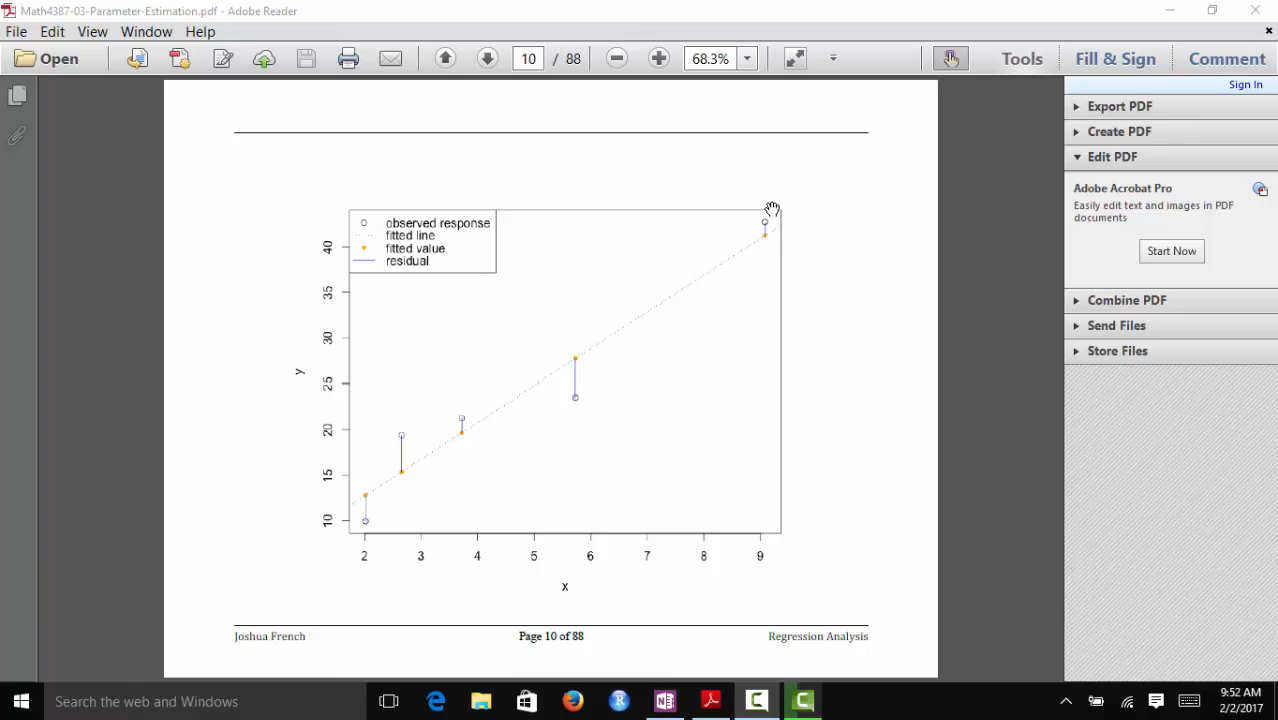 Math4387-03-Parameter-Estimation.pdf - Adobe Reader
File Edit View Window Help
Open 10 / 88 68.3% Tools Fill & Sign Comment
Sign In
Export PDF
Create PDF
Edit PDF
Adobe Acrobat Pro
Easily edit text and images in PDF
documents
Start Now
Combine PDF
Send Files
Store Files
observed response
fitted line
fitted value
residual
40
35
30
25
20
15
10
y
2 3 4 5 6 7 8 9
x
Joshua French Page 10 of 88 Regression Analysis
Search the web and Windows
9:52 AM
2/2/2017